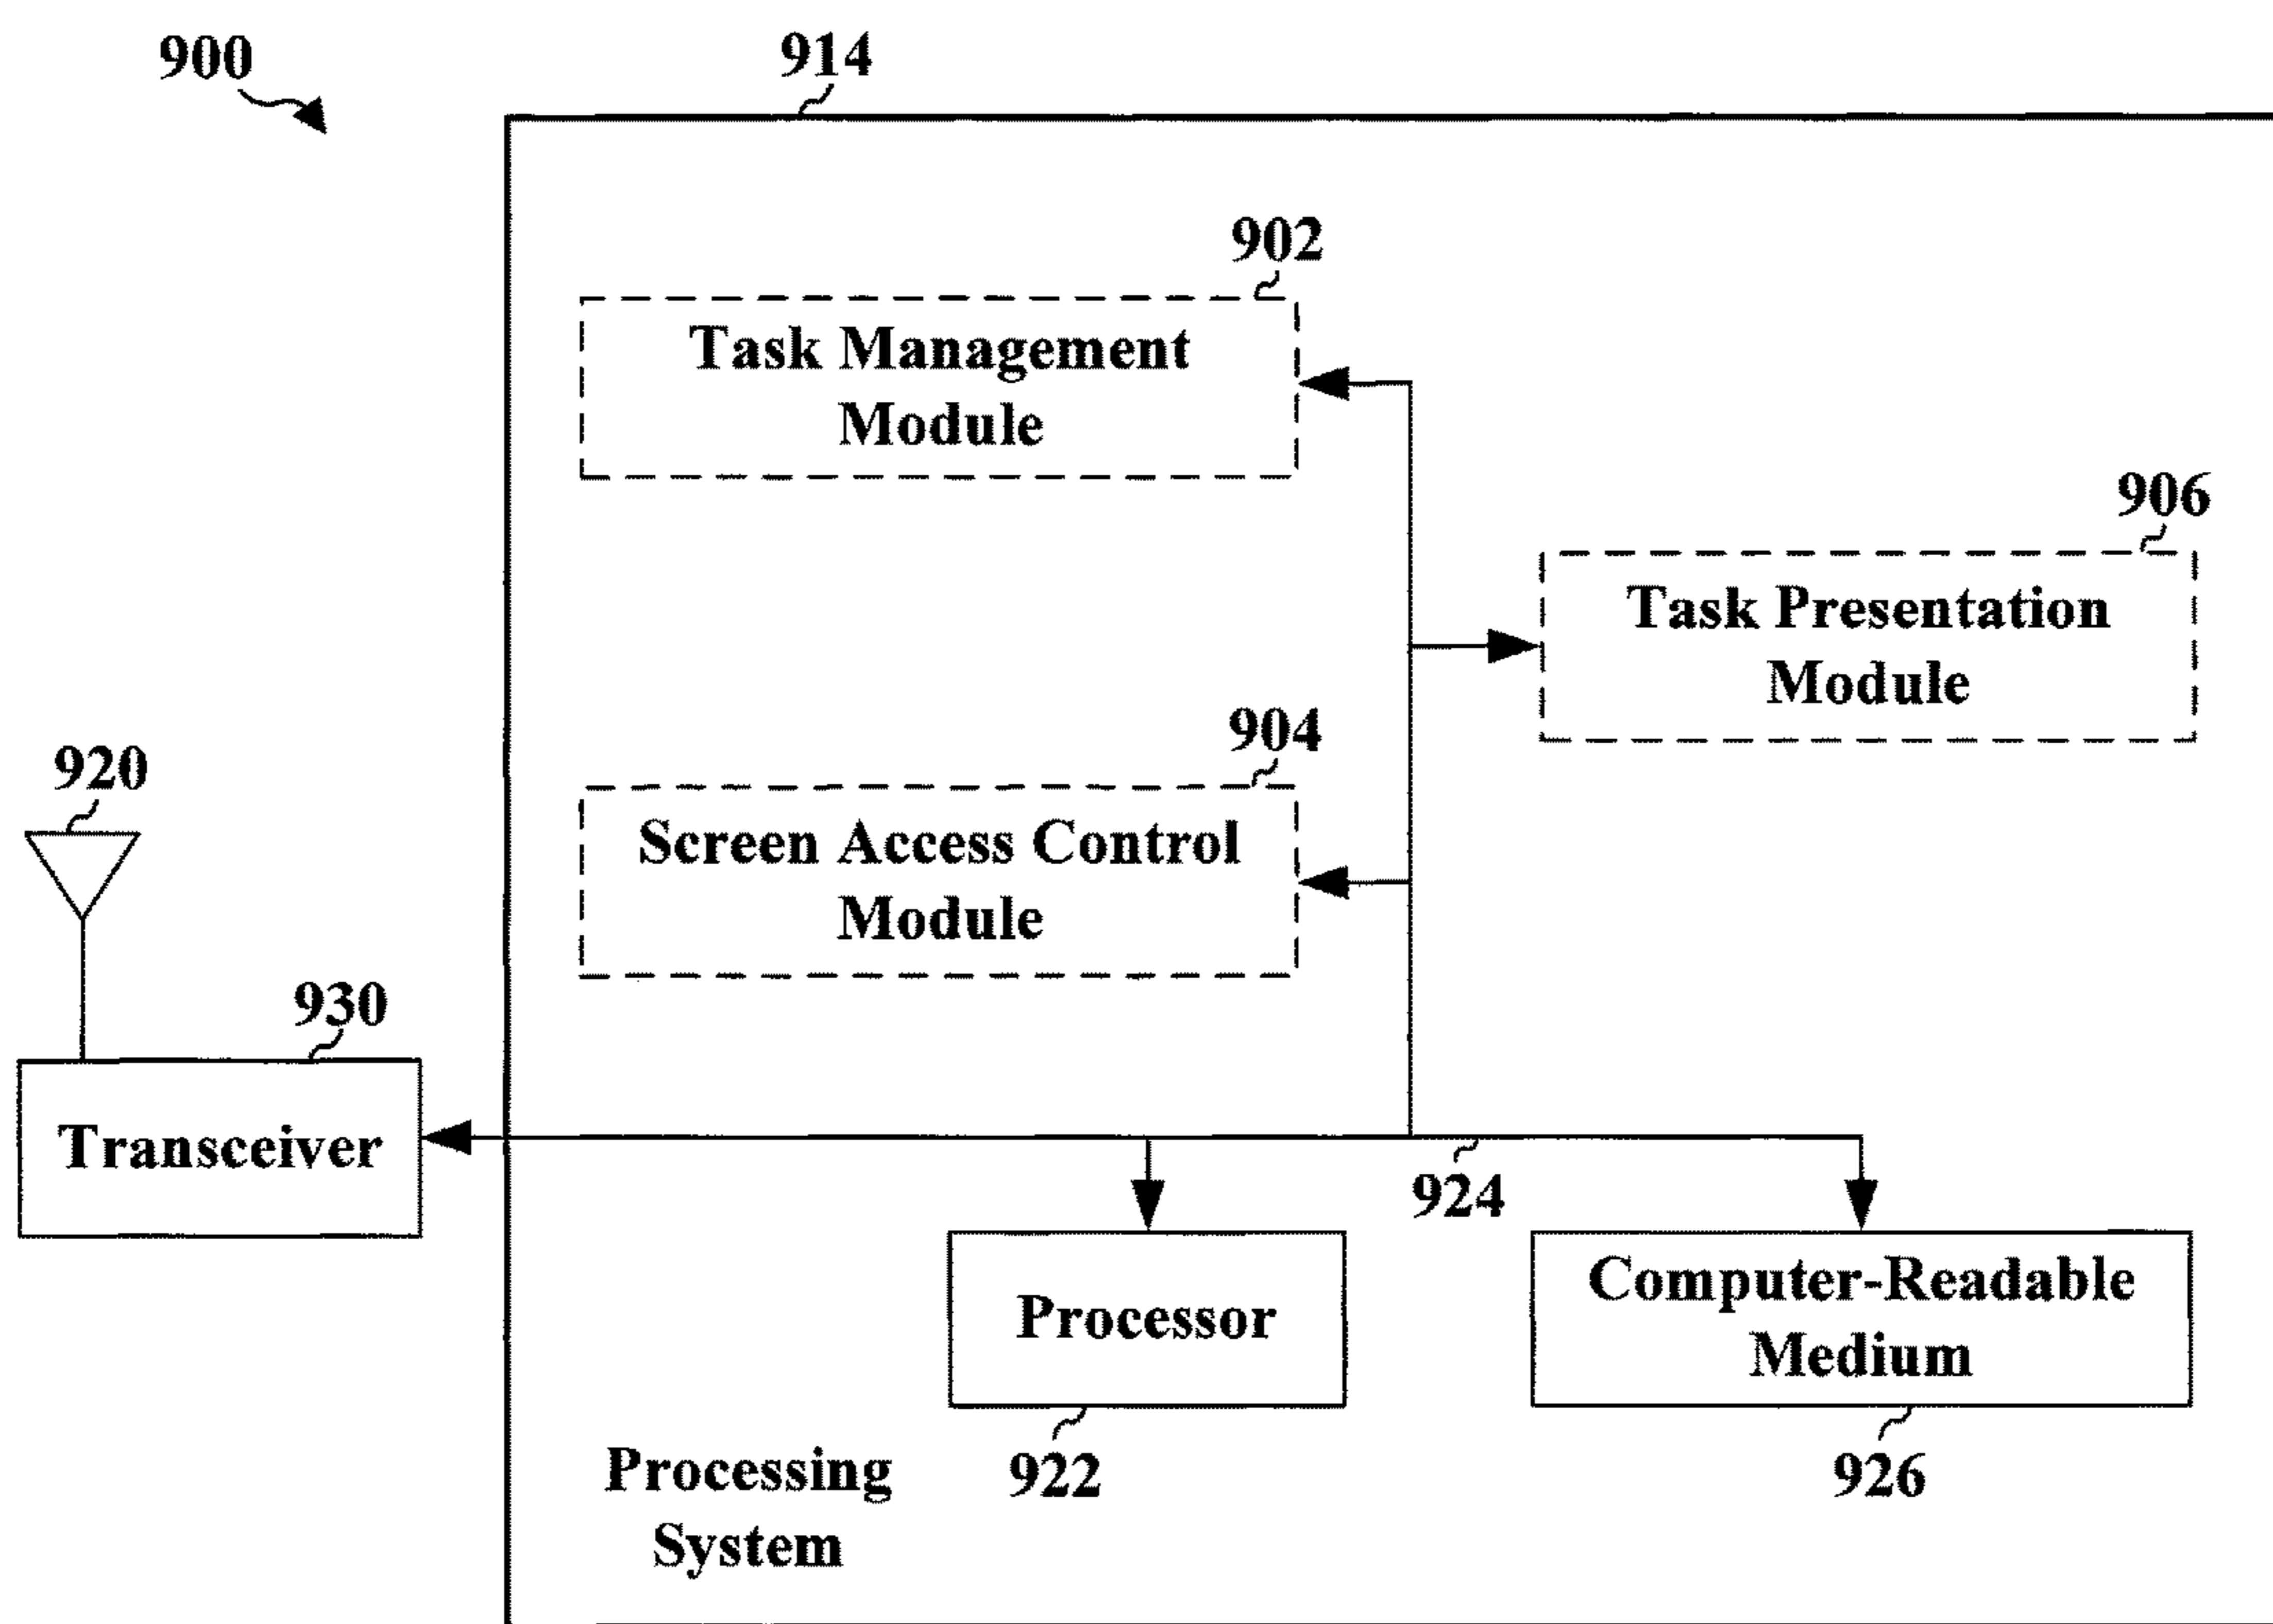 900
914
902
Task Management
Module
906
Task Presentation
Module
904
Screen Access Control
Module
920
930
Transceiver
924
Processor
Computer-Readable
Medium
922
926
Processing
System